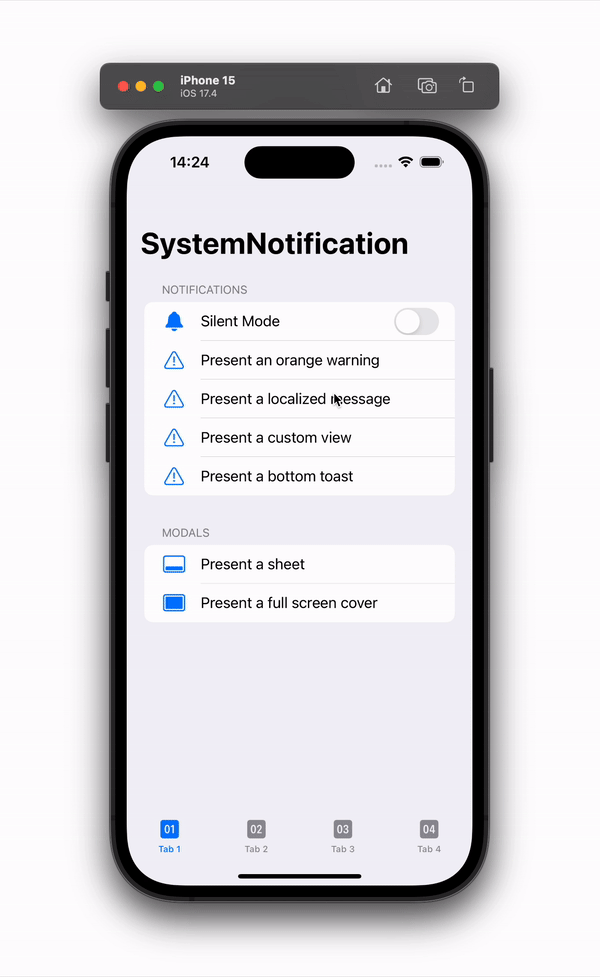 iPhone 15
iOS 17.4
14:24
SystemNotification
NOTIFICATIONS
Silent Mode
Present an orange warning
Present a localized message
Present a custom view
Present a bottom toast
MODALS
Present a sheet
Present a full screen cover
01 02 03 04
Tab 1 Tab 2 Tab 3 Tab 4